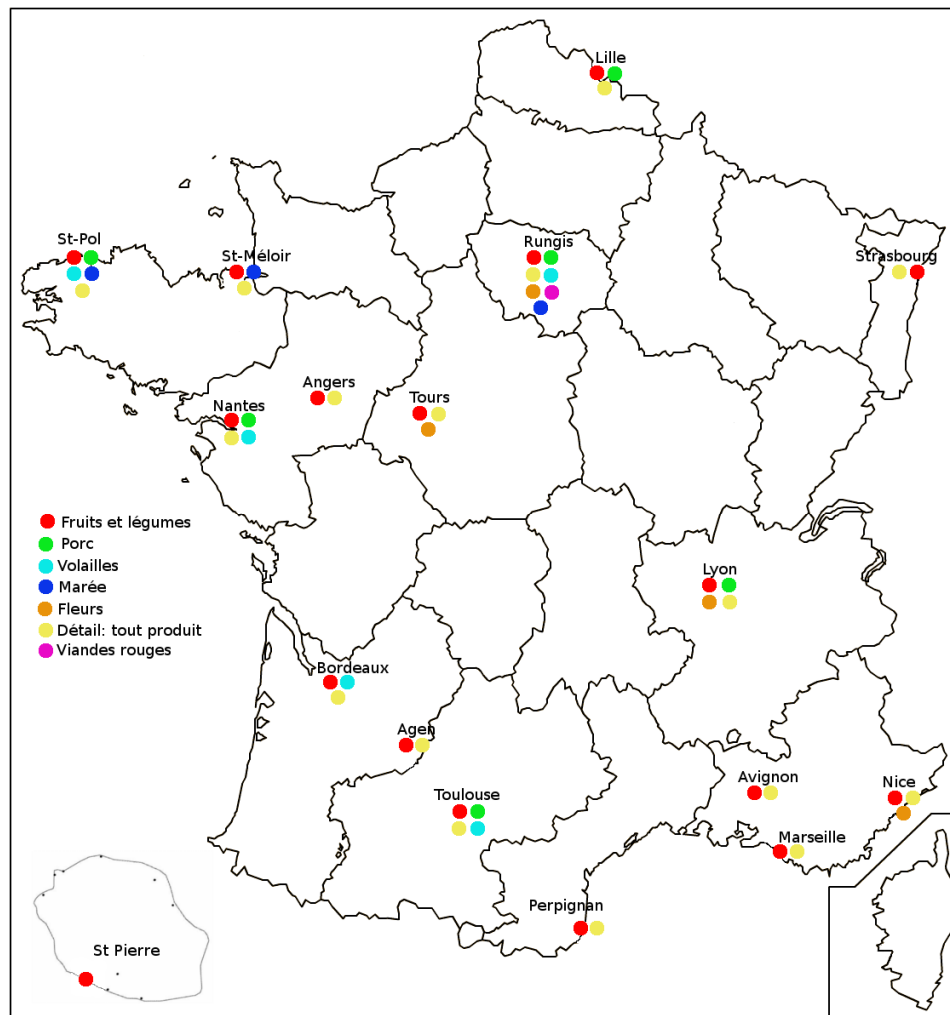 Lille
St-Pol
St-Méloir
Rungis
Strasbourg
Angers
Tours
Nantes
Fruits et légumes
Porc
Volailles
Marée
Fleurs
Détail: tout produit
Viandes rouges
Lyon
Bordeaux
Agen
Avignon
Nice
Toulouse
Marseille
Perpignan
St Pierre